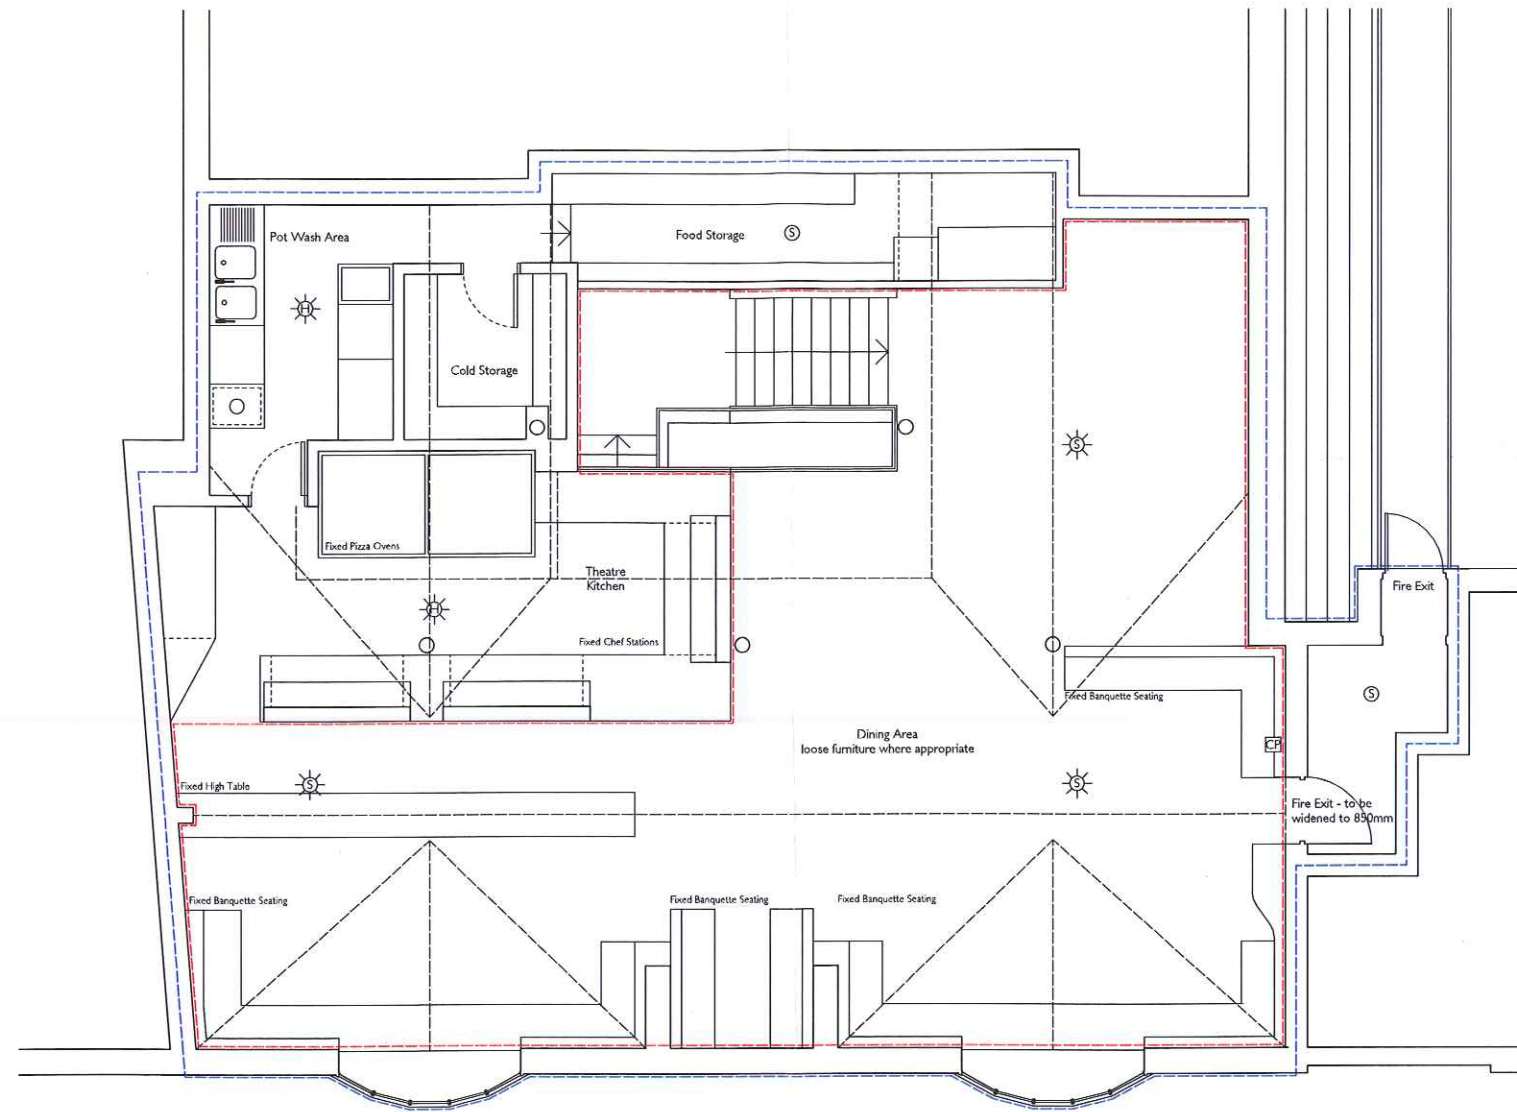 Pot Wash Area
Food Storage
S
H
Cold Storage
S
Fixed Pizza Ovens
Theatre
Kitchen
Fire Exit
H
Fixed Chef Stations
Fixed Banquette Seating
S
Dining Area
loose furniture where appropriate
CP
Fixed High Table
S
S
Fire Exit - to be
widened to 850mm
Fixed Banquette Seating
Fixed Banquette Seating
Fixed Banquette Seating